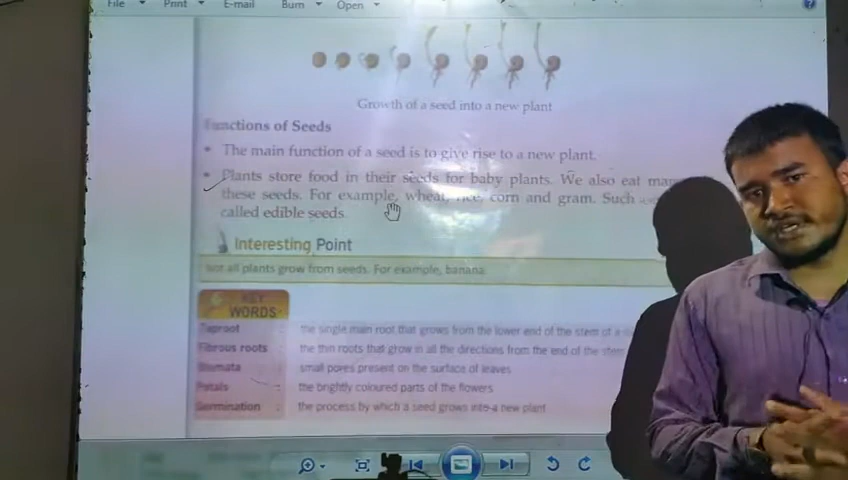 File Print E-mail Burn Open
Growth of a seed into a new plant
Functions of Seeds
• The main function of a seed is to give rise to a new plant.
• Plants store food in their seeds for baby plants. We also eat
these seeds. For example, wheat, rice, corn and gram. Such
called edible seeds.
Interesting Point
Not all plants grow from seeds. For example, banana
KEY
WORDS
Taproot : the single main root that grows from the lower end of the stem of a
Fibrous roots : the thin roots that grow in all the directions from the end of the stem
Stomata : small pores present on the surface of leaves
Petals : the brightly coloured parts of the flowers
Germination : the process by which a seed grows into a new plant